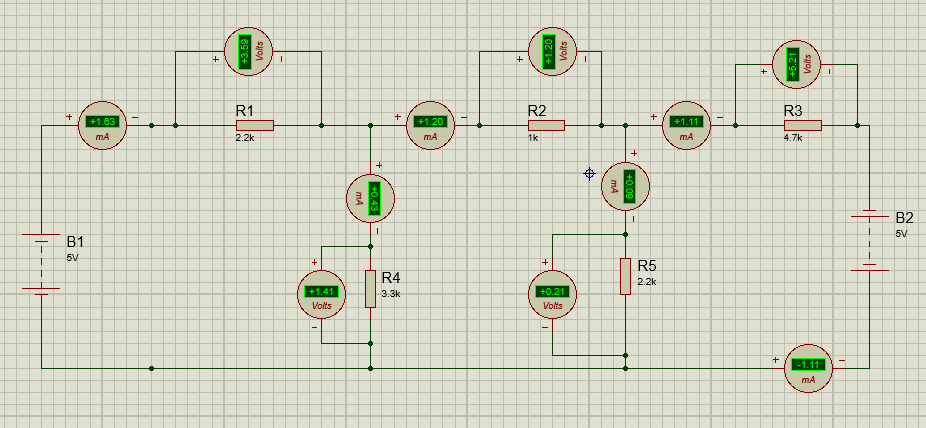 +3.59
Volts
+ −
+1.20
Volts
+ −
+5.21
Volts
+ −
+1.63
mA
+ −
R1
2.2k
+1.20
mA
+ −
R2
1k
+1.11
mA
+ −
R3
4.7k
+0.43
mA
+ −
+0.09
mA
+ −
B1
5V
B2
5V
+1.41
Volts
+ −
R4
3.3k
+0.21
Volts
+ −
R5
2.2k
-1.11
mA
+ −